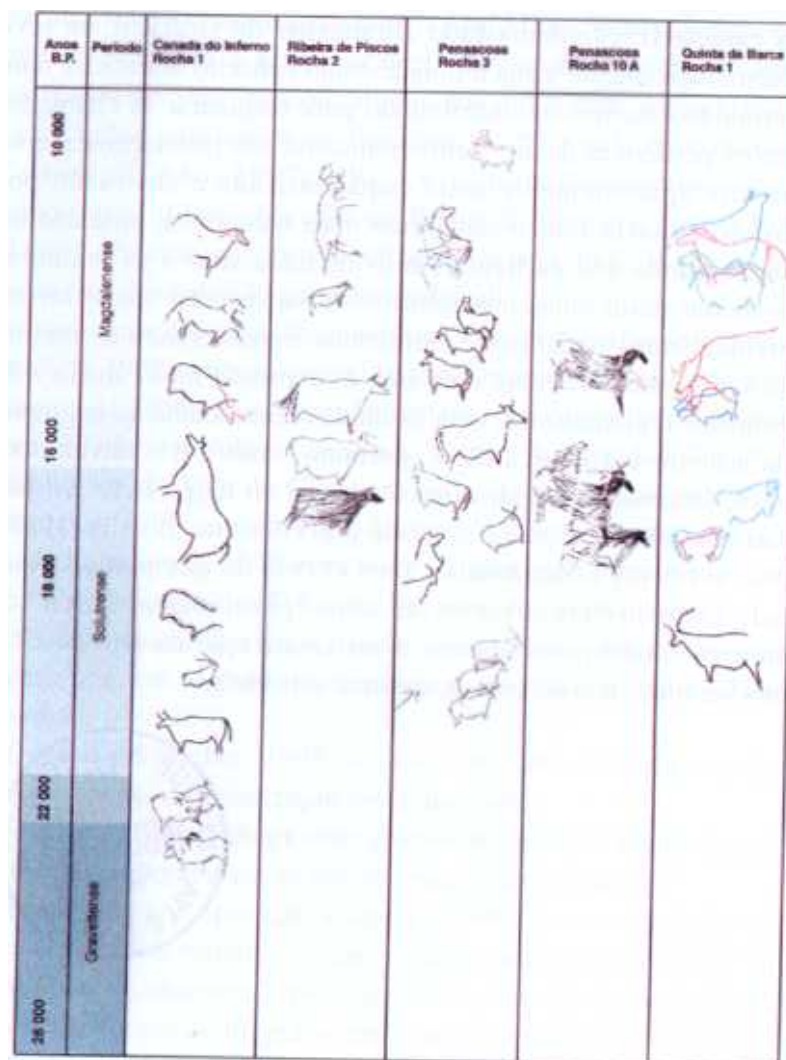 Anos
B.P.
Período
Canada do Inferno
Rocha 1
Ribeira de Piscos
Rocha 2
Penascosa
Rocha 3
Penascosa
Rocha 10 A
Quinta da Barca
Rocha 1
10 000
Magdalenense
16 000
18 000
Solutrense
22 000
Gravettense
26 000